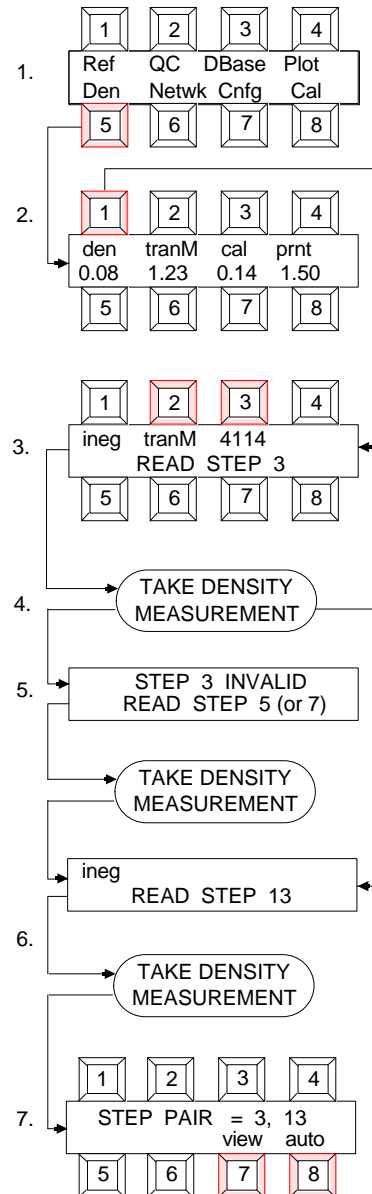 1 2 3 4
1. Ref QC DBase Plot
Den Netwk Cnfg Cal
5 6 7 8
1 2 3 4
2. den tranM cal prnt
0.08 1.23 0.14 1.50
5 6 7 8
1 2 3 4
3. ineg tranM 4114
READ STEP 3
5 6 7 8
4. TAKE DENSITY
MEASUREMENT
5. STEP 3 INVALID
READ STEP 5 (or 7)
TAKE DENSITY
MEASUREMENT
ineg
READ STEP 13
6.
TAKE DENSITY
MEASUREMENT
1 2 3 4
7. STEP PAIR = 3, 13
view auto
5 6 7 8